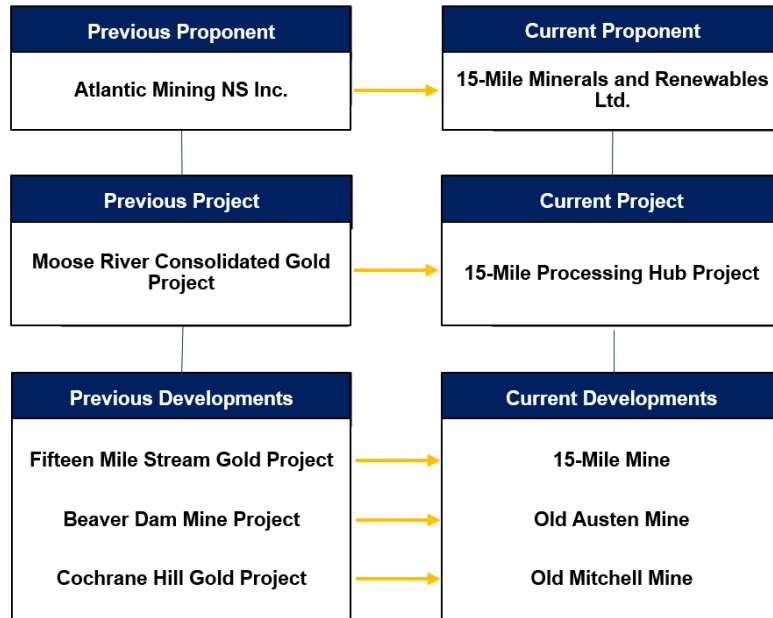 Previous Proponent
Atlantic Mining NS Inc.
Current Proponent
15-Mile Minerals and Renewables
Ltd.
Previous Project
Moose River Consolidated Gold
Project
Current Project
15-Mile Processing Hub Project
Previous Developments
Fifteen Mile Stream Gold Project
Beaver Dam Mine Project
Cochrane Hill Gold Project
Current Developments
15-Mile Mine
Old Austen Mine
Old Mitchell Mine